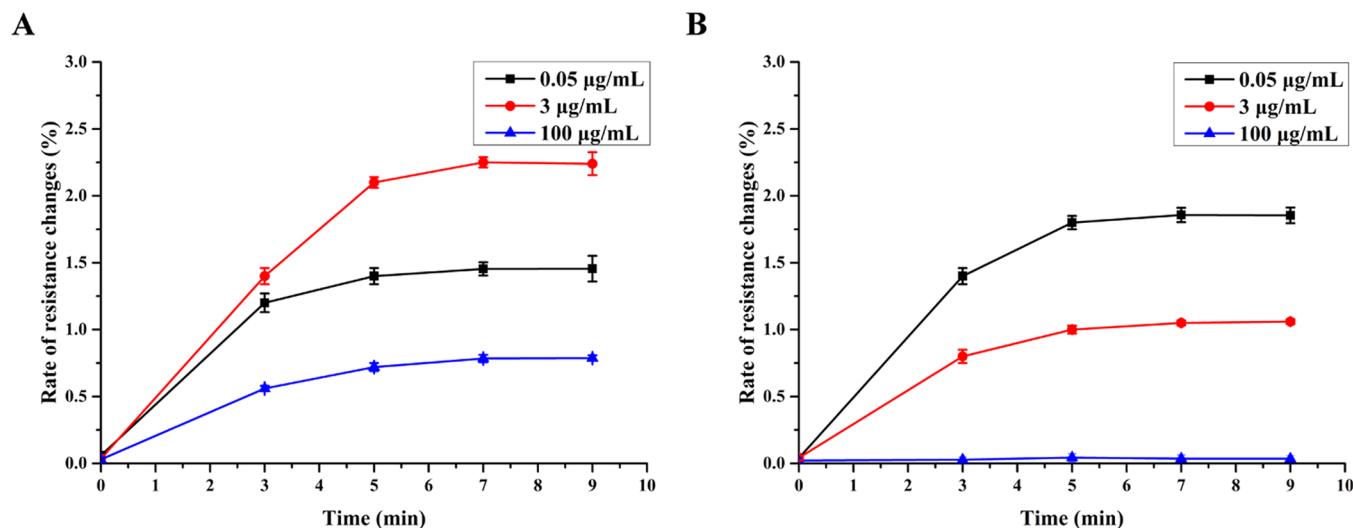 A
Rate of resistance changes (%)
3.0
2.5
2.0
1.5
1.0
0.5
0.0
0 1 2 3 4 5 6 7 8 9 10
Time (min)
0.05 μg/mL
3 μg/mL
100 μg/mL
B
Rate of resistance changes (%)
3.0
2.5
2.0
1.5
1.0
0.5
0.0
0 1 2 3 4 5 6 7 8 9 10
Time (min)
0.05 μg/mL
3 μg/mL
100 μg/mL